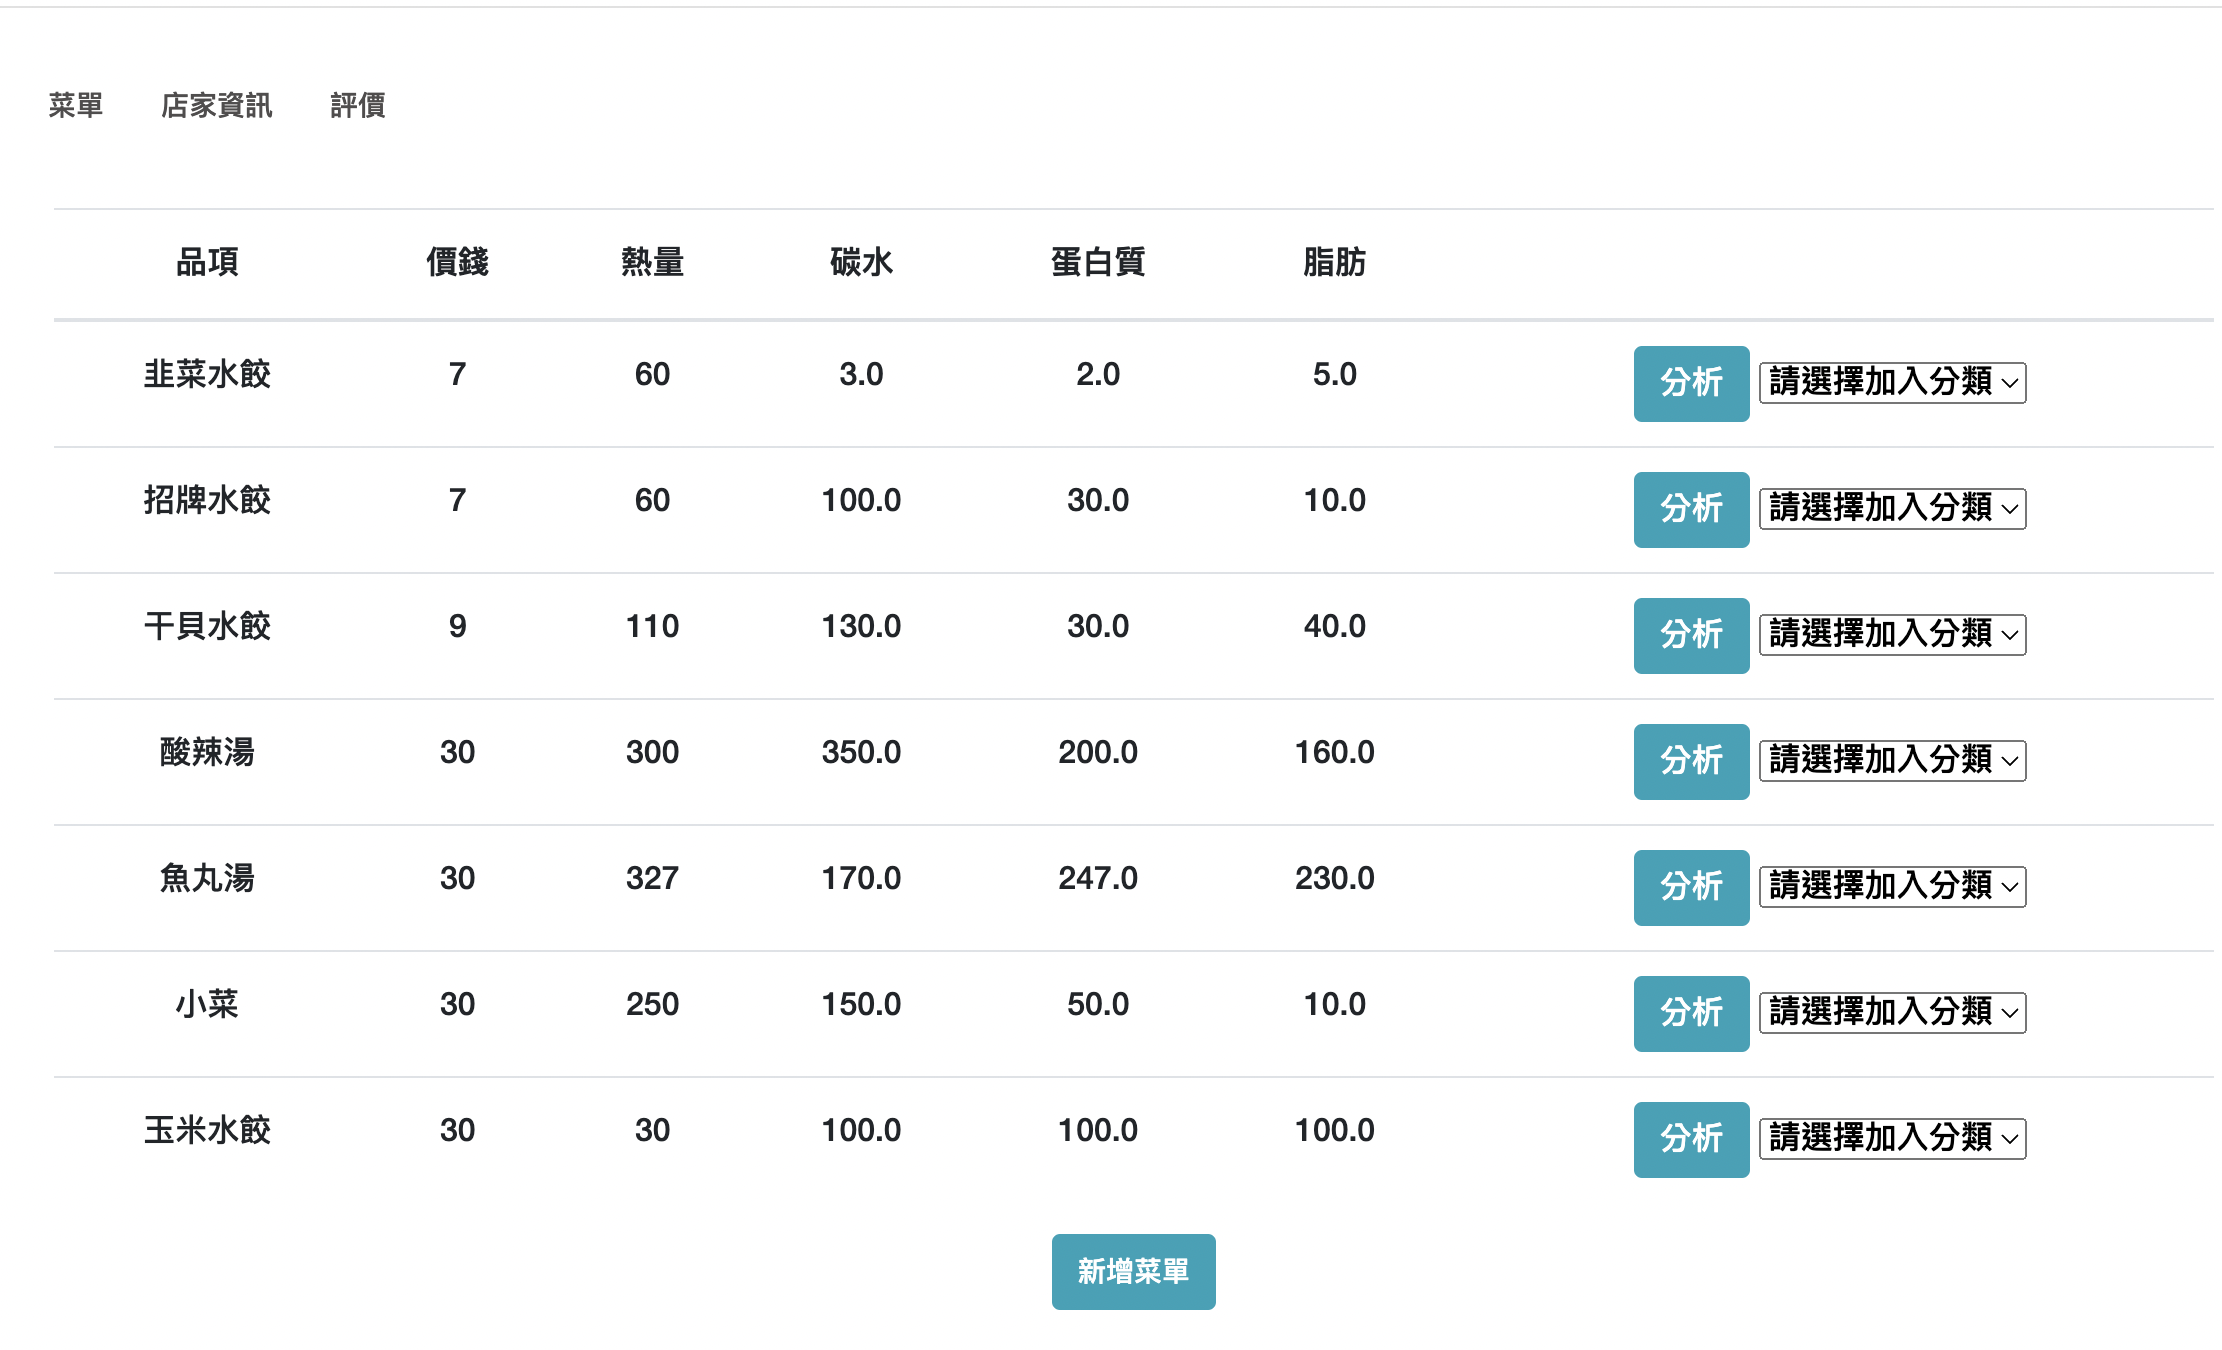 菜單 店家資訊 評價
品項 價錢 熱量 碳水 蛋白質 脂肪
韭菜水餃 7 60 3.0 2.0 5.0 分析 請選擇加入分類
招牌水餃 7 60 100.0 30.0 10.0 分析 請選擇加入分類
干貝水餃 9 110 130.0 30.0 40.0 分析 請選擇加入分類
酸辣湯 30 300 350.0 200.0 160.0 分析 請選擇加入分類
魚丸湯 30 327 170.0 247.0 230.0 分析 請選擇加入分類
小菜 30 250 150.0 50.0 10.0 分析 請選擇加入分類
玉米水餃 30 30 100.0 100.0 100.0 分析 請選擇加入分類
新增菜單